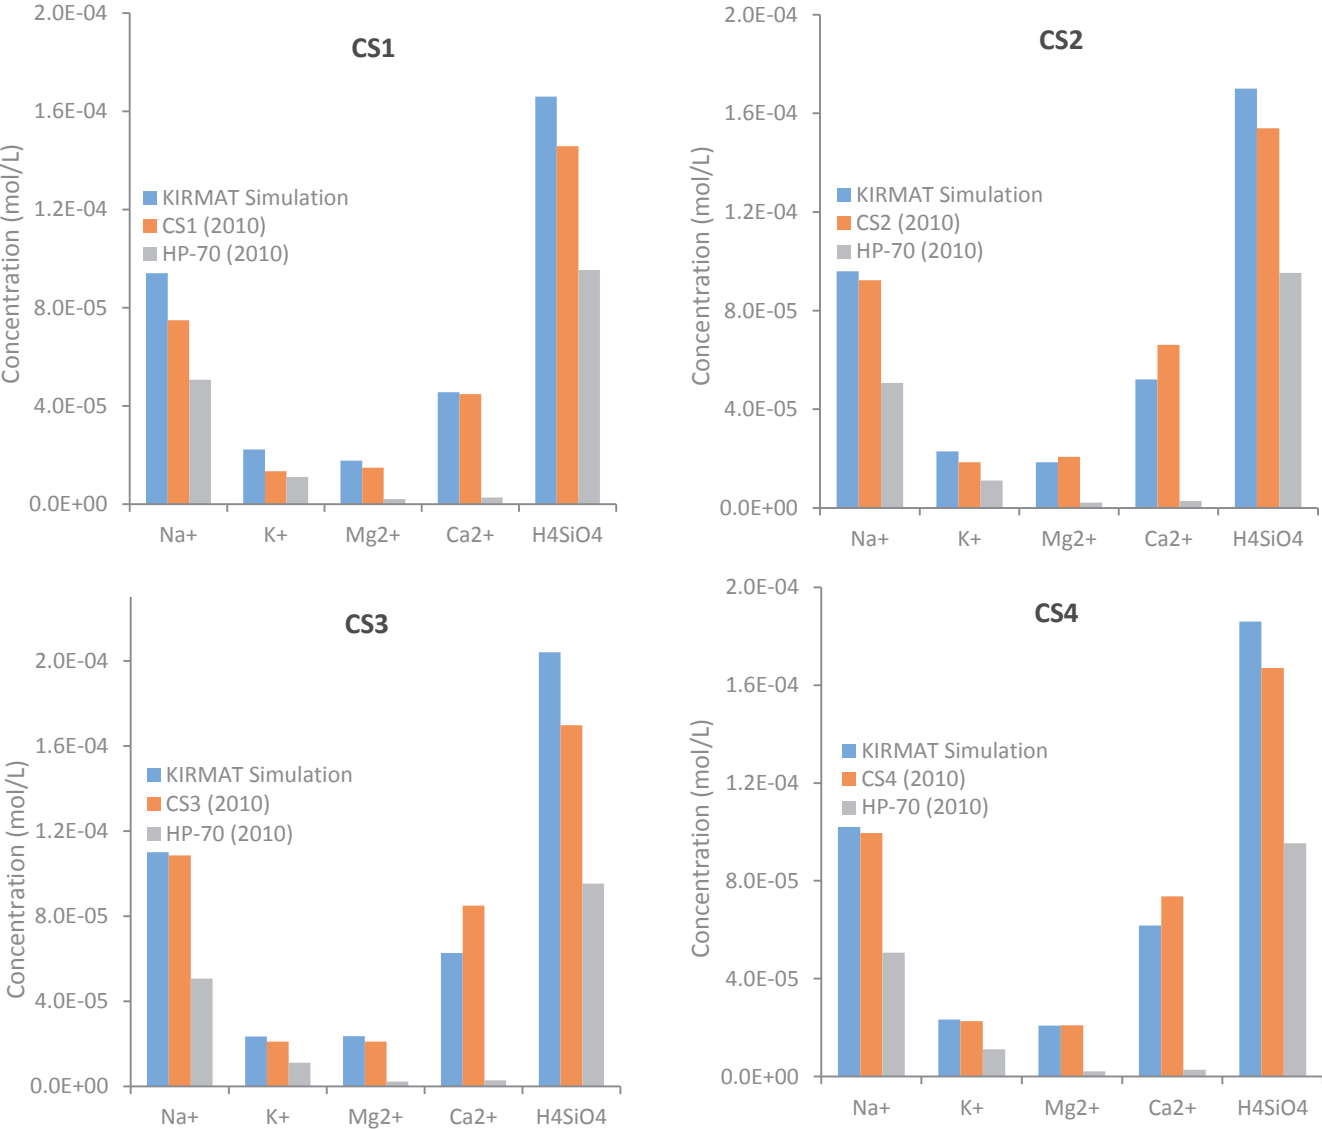 CS1
Concentration (mol/L)
2.0E-04
1.6E-04
1.2E-04
8.0E-05
4.0E-05
0.0E+00
KIRMAT Simulation
CS1 (2010)
HP-70 (2010)
Na+ K+ Mg2+ Ca2+ H4SiO4
CS2
Concentration (mol/L)
2.0E-04
1.6E-04
1.2E-04
8.0E-05
4.0E-05
0.0E+00
KIRMAT Simulation
CS2 (2010)
HP-70 (2010)
Na+ K+ Mg2+ Ca2+ H4SiO4
CS3
Concentration (mol/L)
2.0E-04
1.6E-04
1.2E-04
8.0E-05
4.0E-05
0.0E+00
KIRMAT Simulation
CS3 (2010)
HP-70 (2010)
Na+ K+ Mg2+ Ca2+ H4SiO4
CS4
Concentration (mol/L)
2.0E-04
1.6E-04
1.2E-04
8.0E-05
4.0E-05
0.0E+00
KIRMAT Simulation
CS4 (2010)
HP-70 (2010)
Na+ K+ Mg2+ Ca2+ H4SiO4